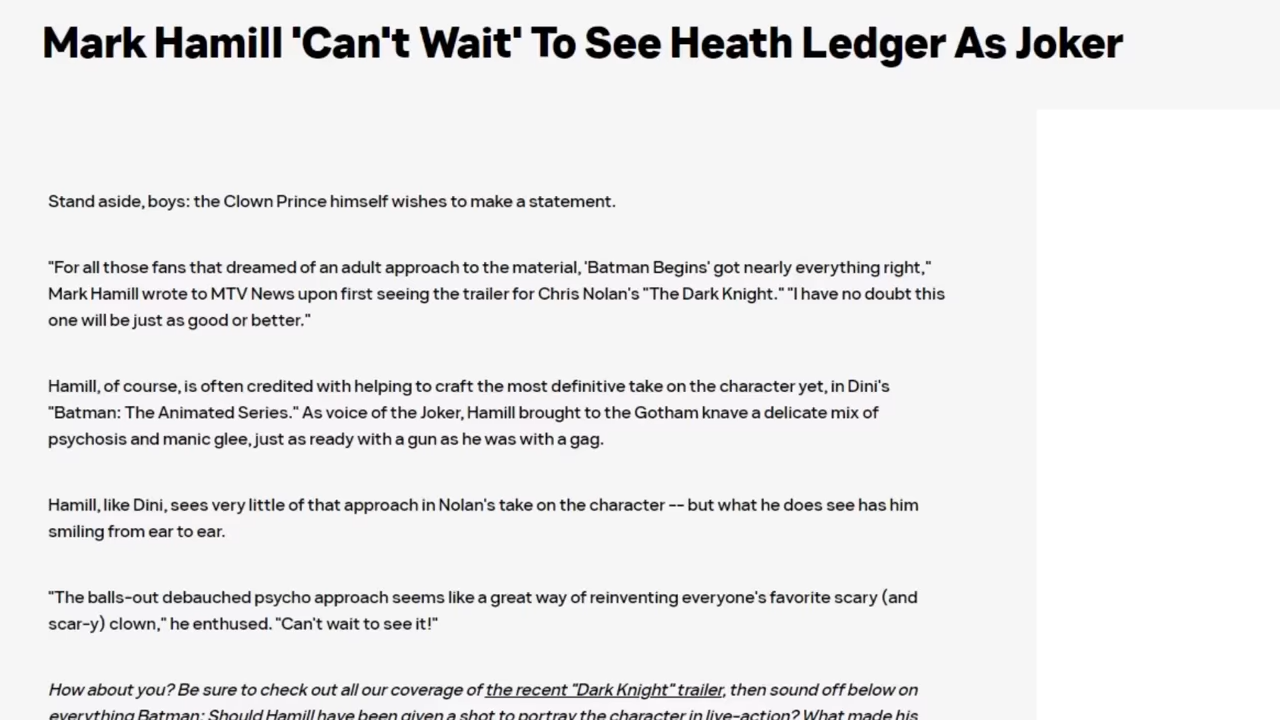 Mark Hamill 'Can't Wait' To See Heath Ledger As Joker
Stand aside, boys: the Clown Prince himself wishes to make a statement.
"For all those fans that dreamed of an adult approach to the material, 'Batman Begins' got nearly everything right,"
Mark Hamill wrote to MTV News upon first seeing the trailer for Chris Nolan's "The Dark Knight." "I have no doubt this
one will be just as good or better."
Hamill, of course, is often credited with helping to craft the most definitive take on the character yet, in Dini's
"Batman: The Animated Series." As voice of the Joker, Hamill brought to the Gotham knave a delicate mix of
psychosis and manic glee, just as ready with a gun as he was with a gag.
Hamill, like Dini, sees very little of that approach in Nolan's take on the character -- but what he does see has him
smiling from ear to ear.
"The balls-out debauched psycho approach seems like a great way of reinventing everyone's favorite scary (and
scar-y) clown," he enthused. "Can't wait to see it!"
How about you? Be sure to check out all our coverage of the recent "Dark Knight" trailer, then sound off below on
everything Batman: Should Hamill have been given a shot to portray the character in live-action? What made his